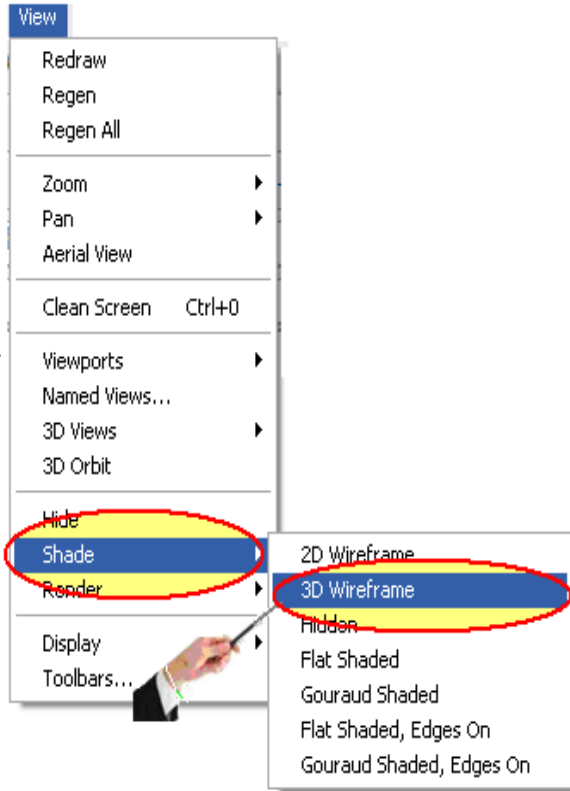 View
Redraw
Regen
Regen All
Zoom
Pan
Aerial View
Clean Screen Ctrl+0
Viewports
Named Views...
3D Views
3D Orbit
Hide
Shade
Render
Display
Toolbars...
2D Wireframe
3D Wireframe
Hidden
Flat Shaded
Gouraud Shaded
Flat Shaded, Edges On
Gouraud Shaded, Edges On